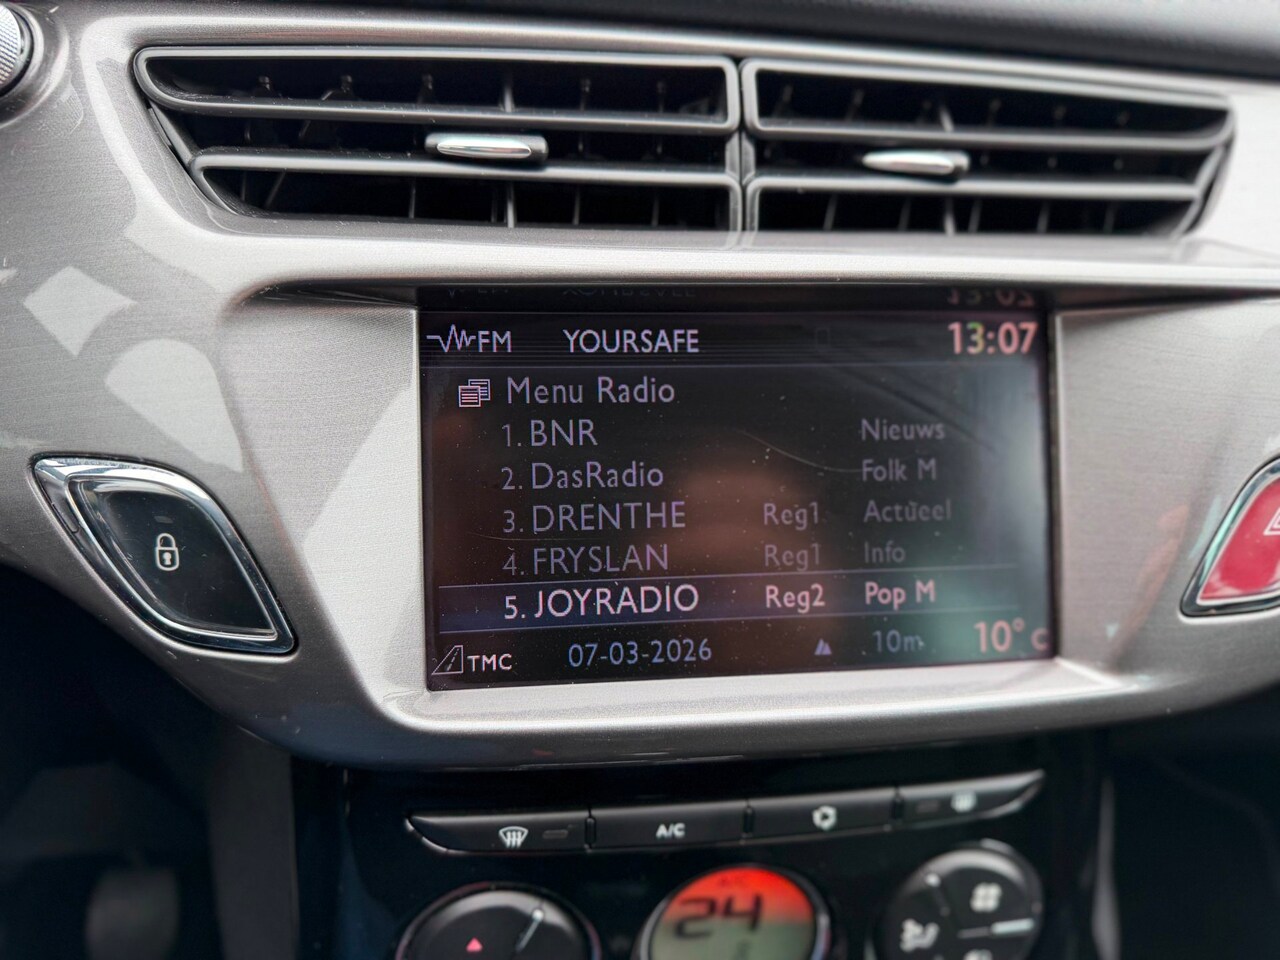 FM YOURSAFE 13:07
Menu Radio
1. BNR Nieuws
2. DasRadio Folk M
3. DRENTHE Reg1 Actueel
4. FRYSLAN Reg1 Info
5. JOYRADIO Reg2 Pop M
TMC 07-03-2026 10m 10° C
A/C
24